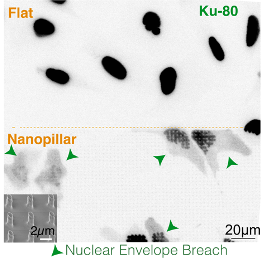 Flat
Ku-80
Nanopillar
2µm
20µm
Nuclear Envelope Breach